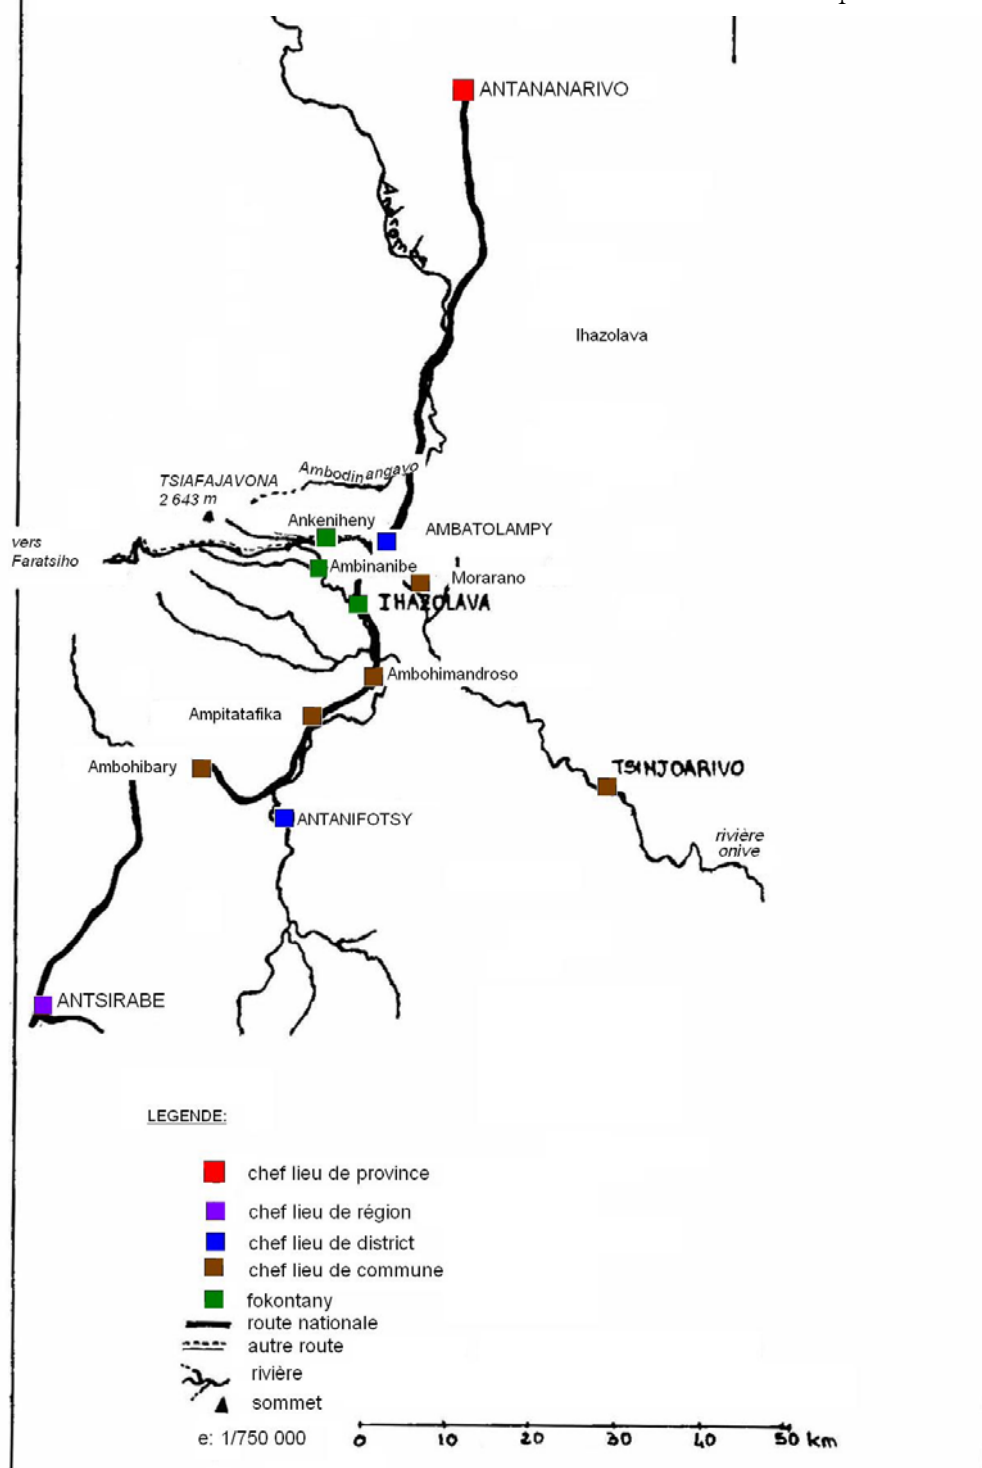 ANTANANARIVO
Ihazolava
Ambodinangavo
TSIAFAJAVONA
2 643 m
Ankeniheny
AMBATOLAMPY
vers
Faratsiho
Ambinanibe
Morarano
IHAZOLAVA
Ambohimandroso
Ampitatafika
Ambohibary
TSINJOARIVO
ANTANIFOTSY
rivière
onive
ANTSIRABE
LEGENDE:
chef lieu de province
chef lieu de région
chef lieu de district
chef lieu de commune
fokontany
route nationale
autre route
rivière
sommet
e: 1/750 000
0 10 20 30 40 50 km